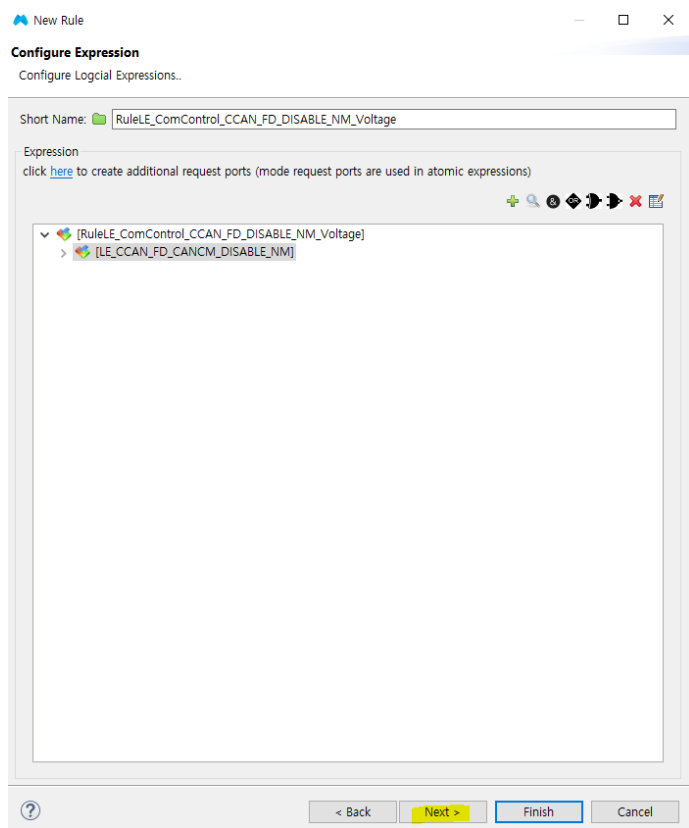 New Rule
Configure Expression
Configure Logcial Expressions..
Short Name: RuleLE_ComControl_CCAN_FD_DISABLE_NM_Voltage
Expression
click here to create additional request ports (mode request ports are used in atomic expressions)
& OR
[RuleLE_ComControl_CCAN_FD_DISABLE_NM_Voltage]
[LE_CCAN_FD_CANCM_DISABLE_NM]
? < Back Next > Finish Cancel